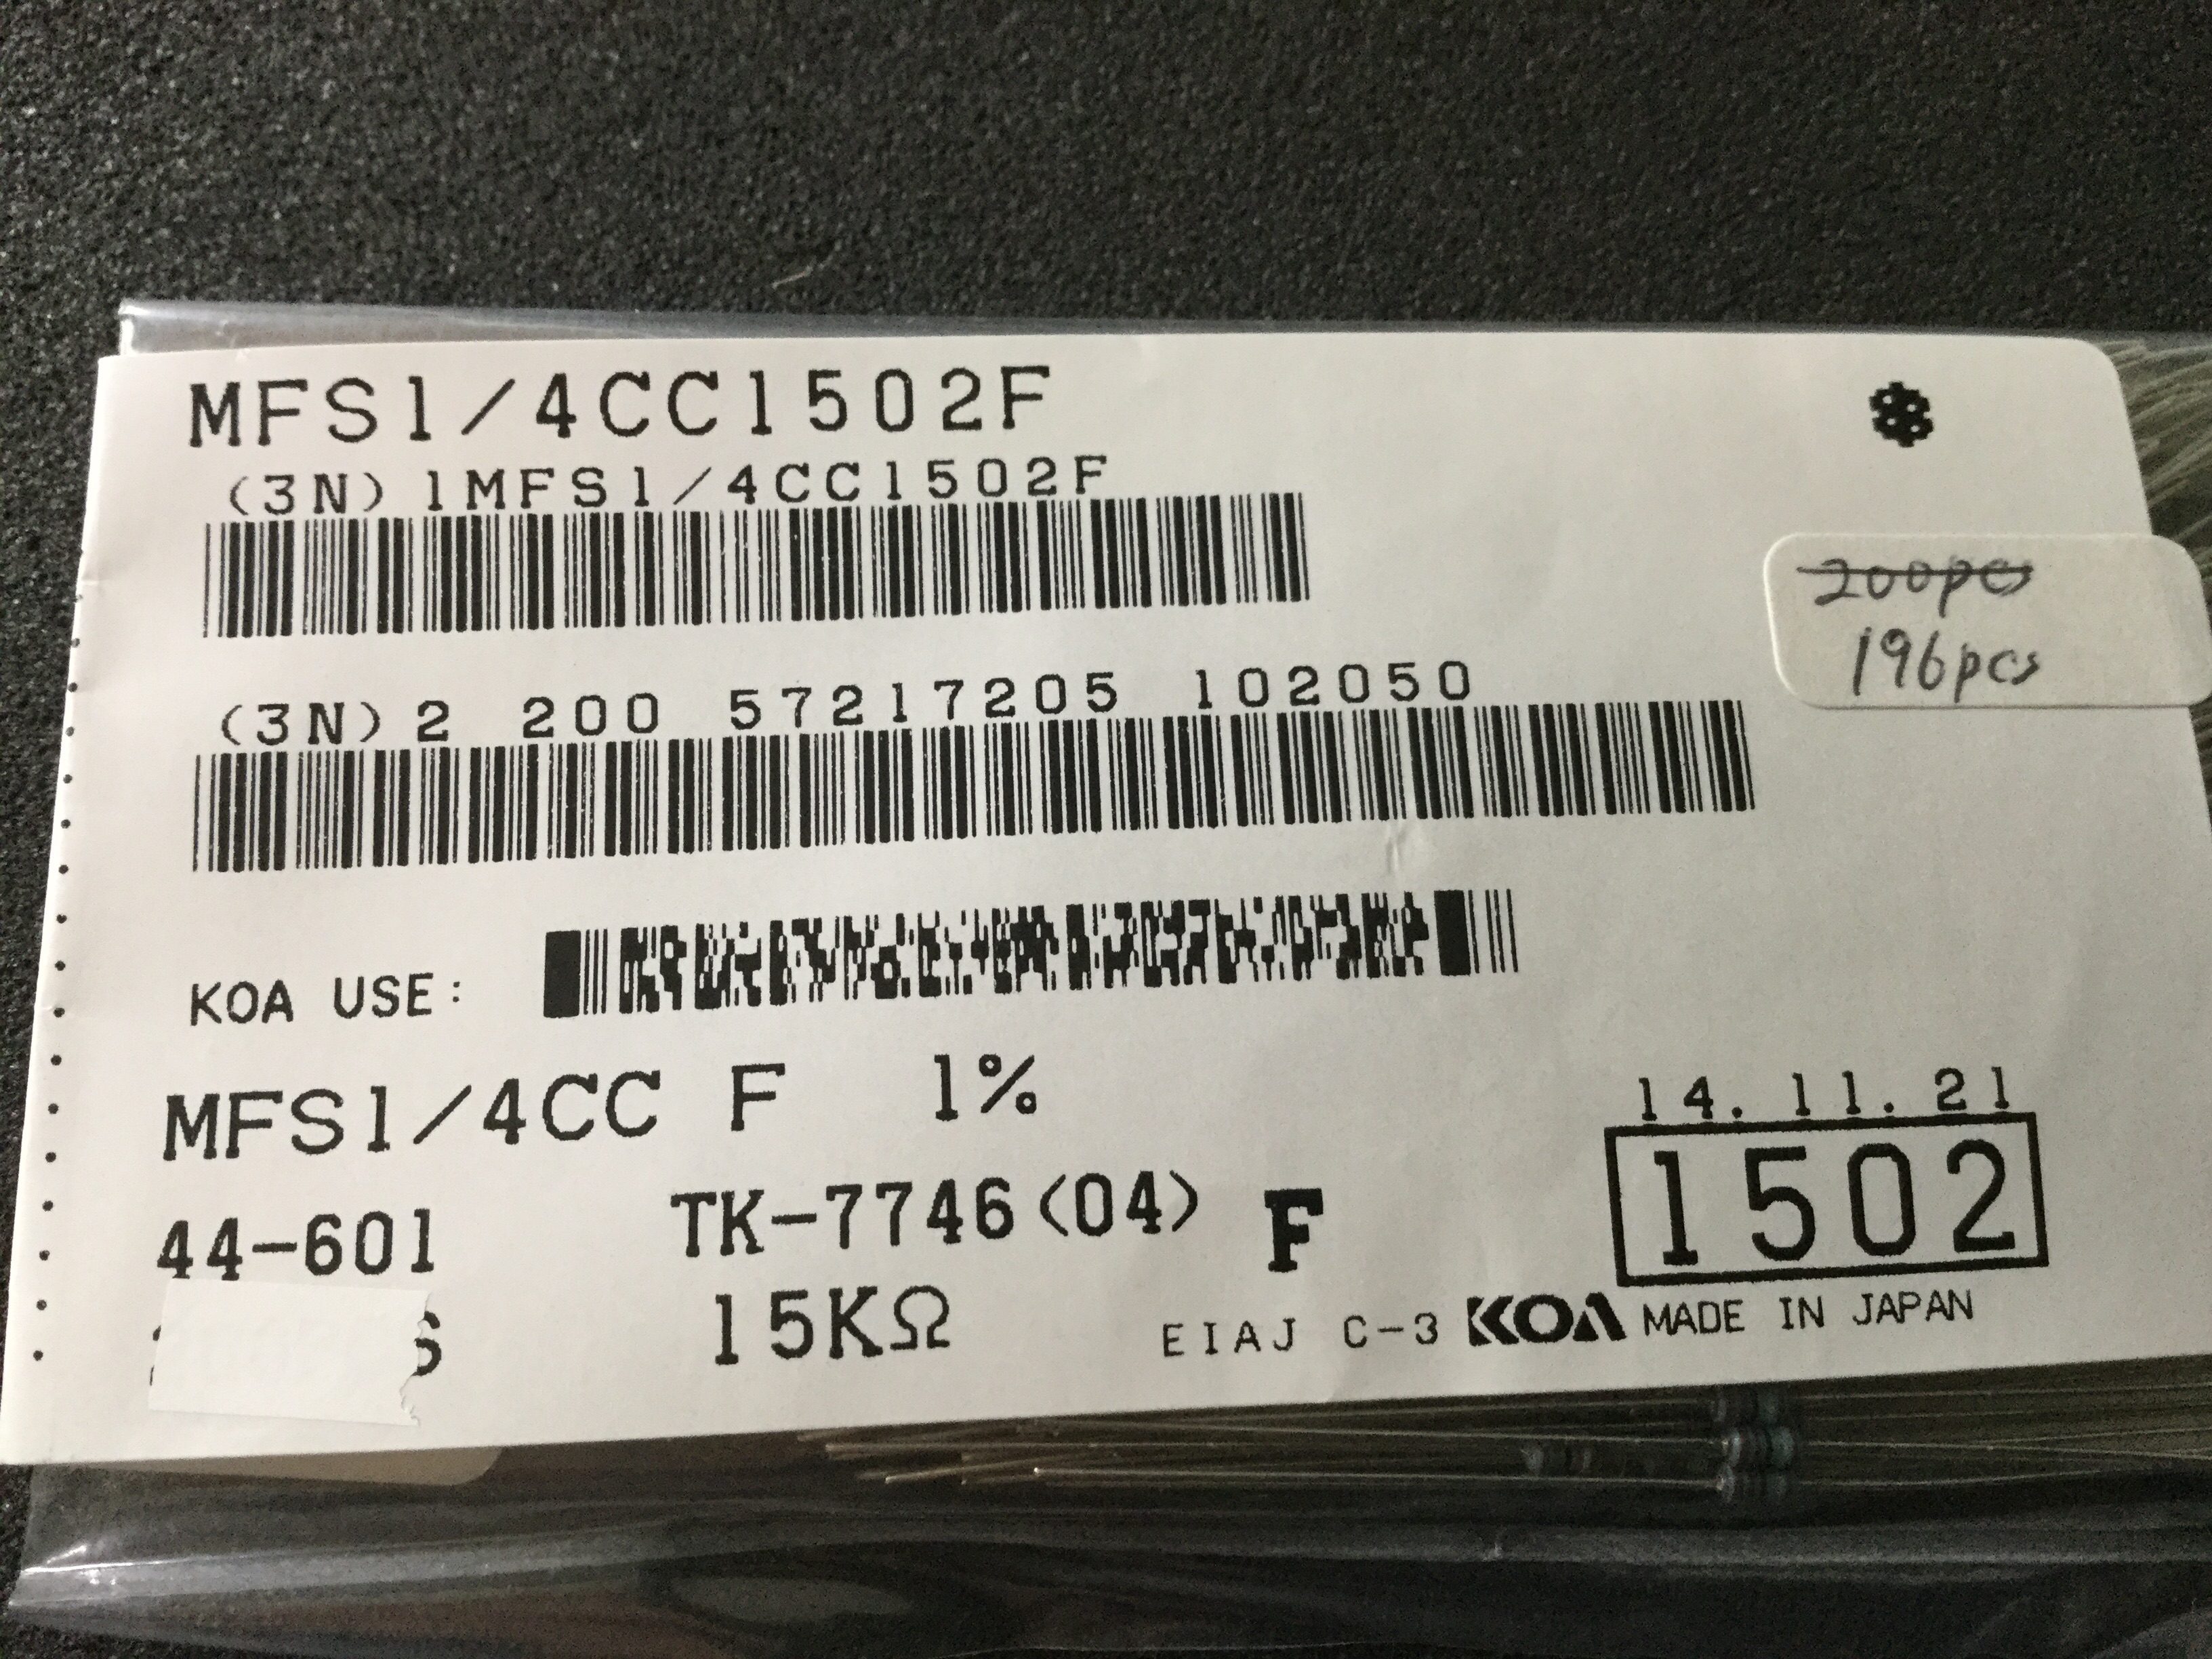 MFS1/4CC1502F
(3N)1MFS1/4CC1502F
200pcs
196pcs
(3N)2 200 57217205 102050
KOA USE:
MFS1/4CC F 1%
14.11.21
44-601 TK-7746(04) F 1502
15KΩ EIAJ C-3 KOA MADE IN JAPAN